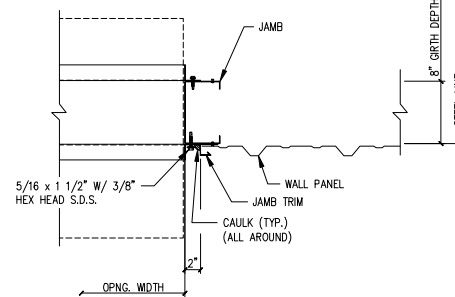 JAMB
8" GIRTH DEPTH
5/16 x 1 1/2" W/ 3/8"
HEX HEAD S.D.S.
WALL PANEL
JAMB TRIM
CAULK (TYP.)
(ALL AROUND)
2"
OPNG. WIDTH